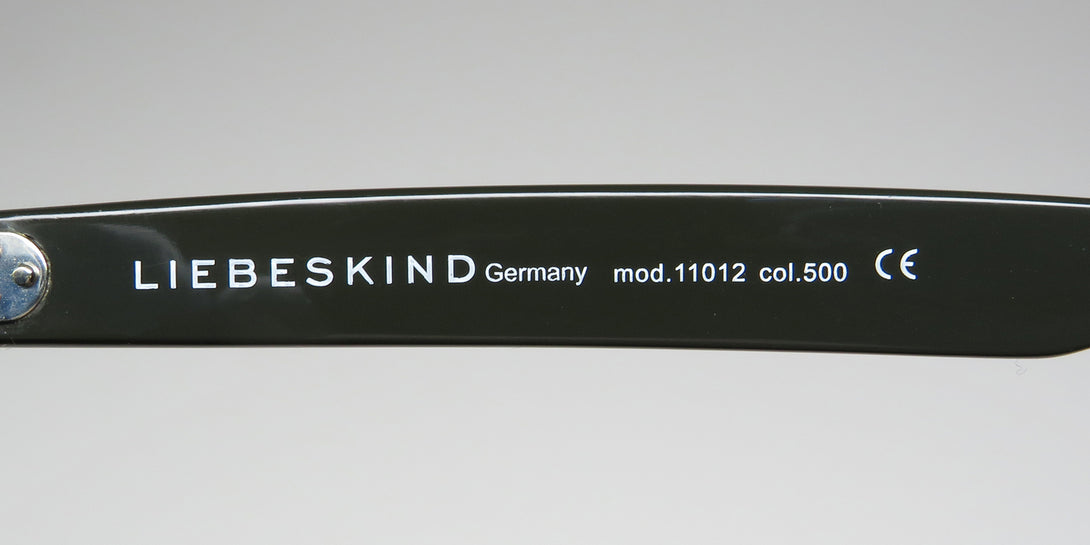 LIEBESKIND Germany mod.11012 col.500 CE